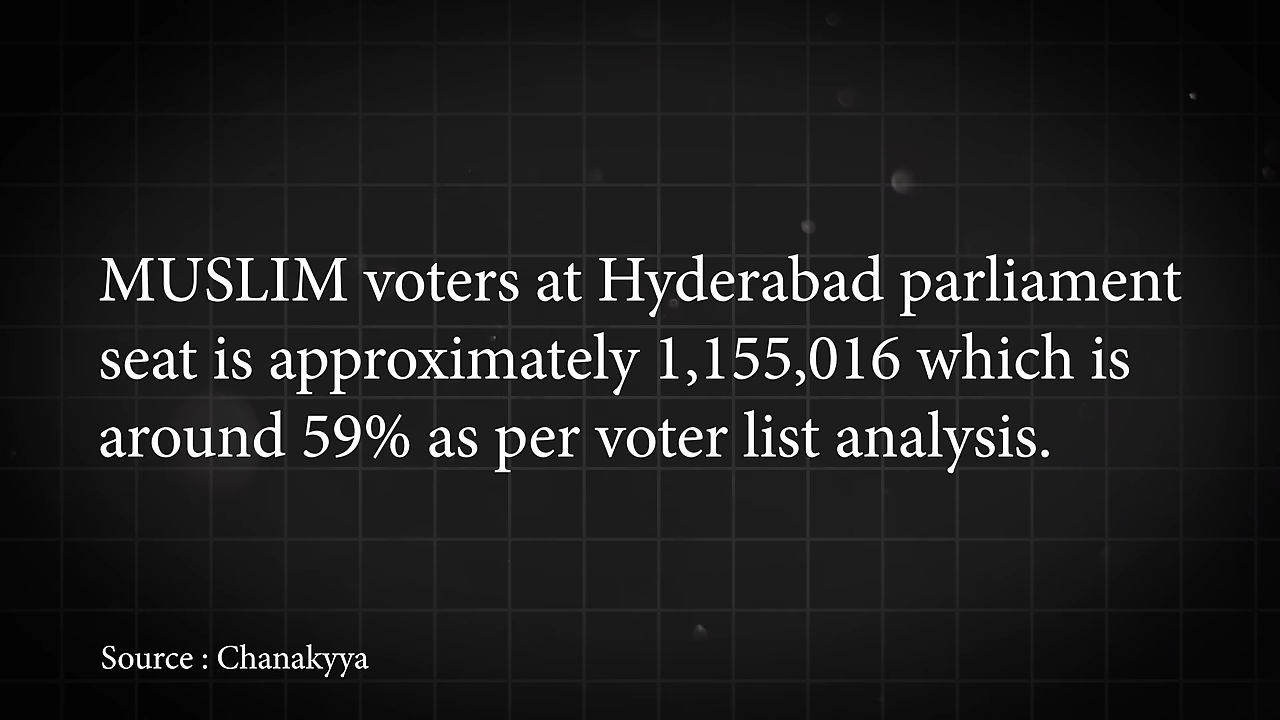 MUSLIM voters at Hyderabad parliament
seat is approximately 1,155,016 which is
around 59% as per voter list analysis.
Source : Chanakyya